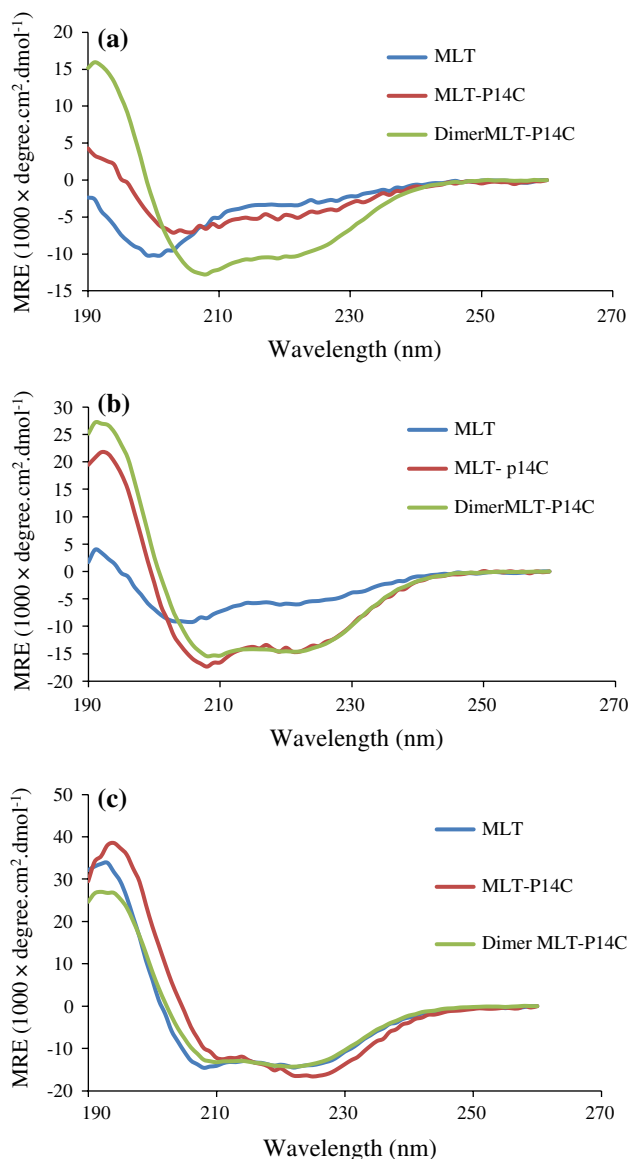 (a)
MRE (1000 × degree.cm².dmol⁻¹)
20
15
10
5
0
-5
-10
-15
MLT
MLT-P14C
DimerMLT-P14C
190 210 230 250 270
Wavelength (nm)
(b)
MRE (1000 × degree.cm².dmol⁻¹)
30
25
20
15
10
5
0
-5
-10
-15
-20
MLT
MLT- p14C
DimerMLT-P14C
190 210 230 250 270
Wavelength (nm)
(c)
MRE (1000 × degree.cm².dmol⁻¹)
50
40
30
20
10
0
-10
-20
MLT
MLT-P14C
Dimer MLT-P14C
190 210 230 250 270
Wavelength (nm)